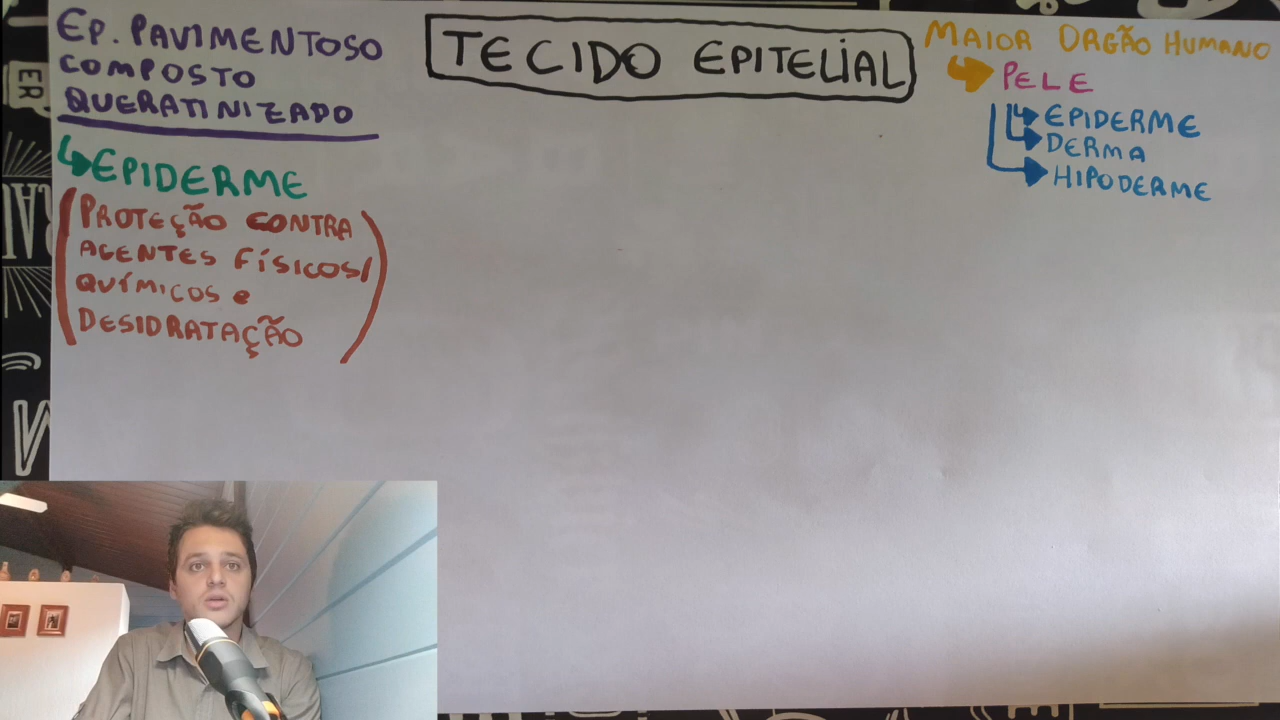 EP. PAVIMENTOSO
COMPOSTO
QUERATINIZADO
EPIDERME
(PROTEÇÃO CONTRA
AGENTES FÍSICOS/
QUÍMICOS e
DESIDRATAÇÃO)
TECIDO EPITELIAL
MAIOR ORGÃO HUMANO
PELE
EPIDERME
DERMA
HIPODERME
ER